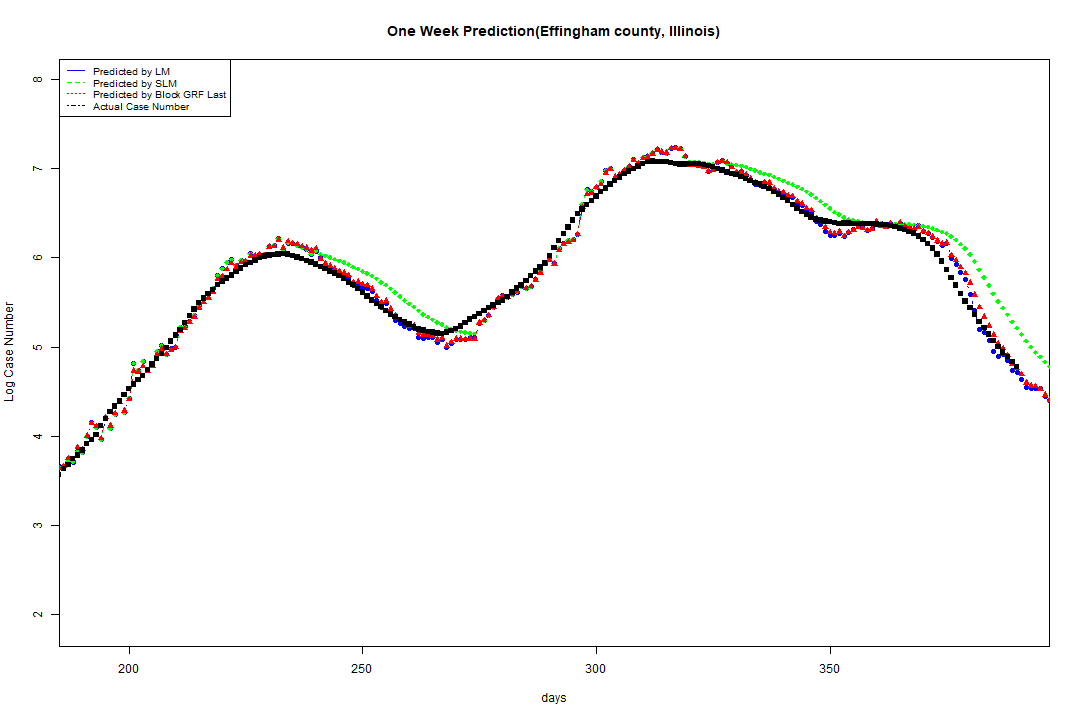 One Week Prediction(Effingham county, Illinois)
Predicted by LM
Predicted by SLM
Predicted by Block GRF Last
Actual Case Number
8
7
6
5
4
3
2
Log Case Number
200
250
300
350
days